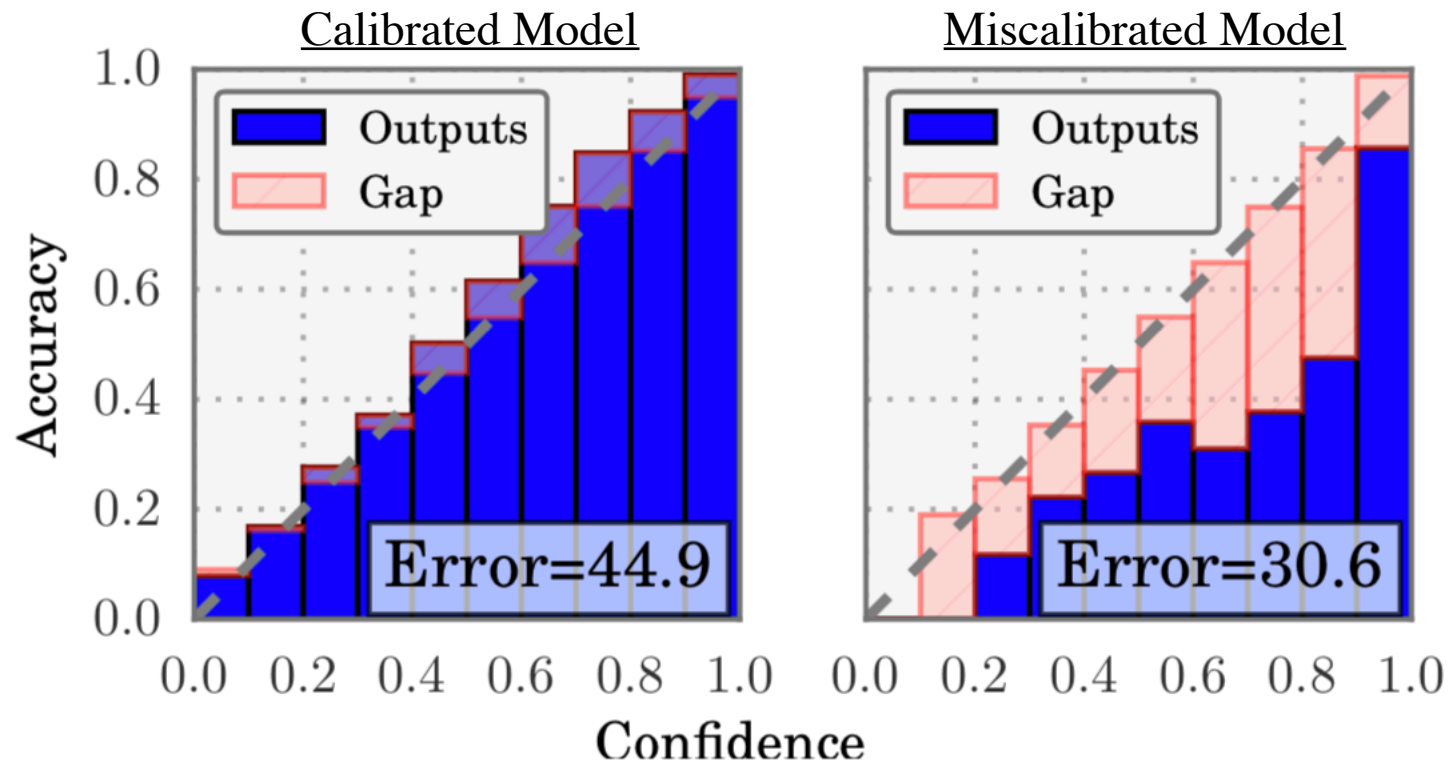 Calibrated Model
Miscalibrated Model
Accuracy
1.0
0.8
0.6
0.4
0.2
0.0
Outputs
Gap
Error=44.9
0.0 0.2 0.4 0.6 0.8 1.0
Outputs
Gap
Error=30.6
0.0 0.2 0.4 0.6 0.8 1.0
Confidence